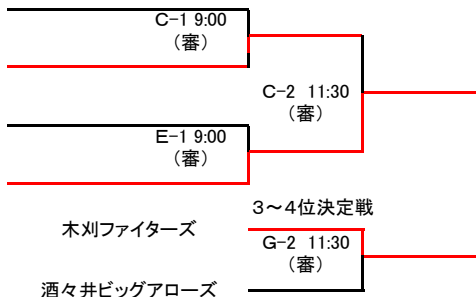 C-1 9:00
（審）
C-2 11:30
（審）
E-1 9:00
（審）
3～4位決定戦
木刈ファイターズ
G-2 11:30
（審）
酒々井ビッグアローズ